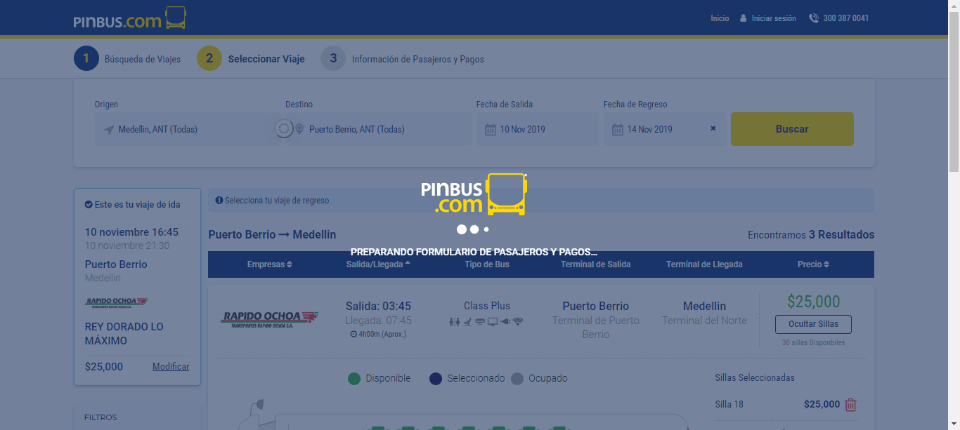 PINBUS.com
Inicio
Iniciar sesión
300 387 0041
1 Búsqueda de Viajes
2 Seleccionar Viaje
3 Información de Pasajeros y Pagos
Origen
Destino
Fecha de Salida
Fecha de Regreso
Medellin, ANT (Todas)
Puerto Berrio, ANT (Todas)
10 Nov 2019
14 Nov 2019
×
Buscar
PINBUS
.com
PREPARANDO FORMULARIO DE PASAJEROS Y PAGOS...
Este es tu viaje de ida
10 noviembre 16:45
10 noviembre 21:30
Puerto Berrio
Medellin
RAPIDO OCHOA
REY DORADO LO
MÁXIMO
$25,000
Modificar
FILTROS
Selecciona tu viaje de regreso
Puerto Berrio → Medellin
Encontramos 3 Resultados
Empresas
Salida/Llegada
Tipo de Bus
Terminal de Salida
Terminal de Llegada
Precio
RAPIDO OCHOA
Salida: 03:45
Llegada: 07:45
4h00m (Aprox.)
Class Plus
Puerto Berrio
Terminal de Puerto
Berrio
Medellin
Terminal del Norte
$25,000
Ocultar Sillas
30 sillas Disponibles
Disponible
Seleccionado
Ocupado
Sillas Seleccionadas
Silla 18
$25,000